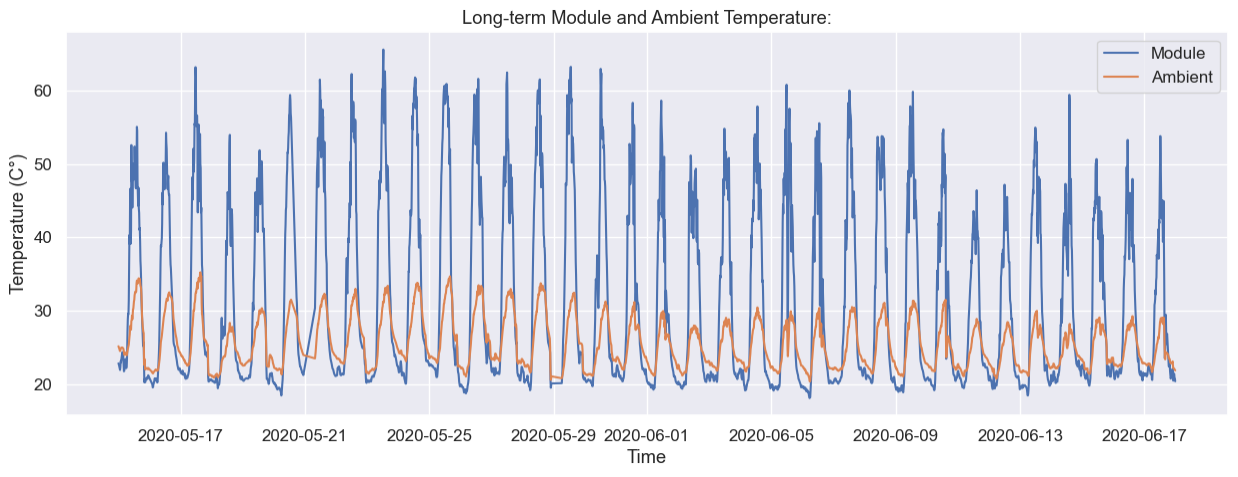 Long-term Module and Ambient Temperature:
Module
Ambient
Temperature (C°)
60
50
40
30
20
2020-05-17 2020-05-21 2020-05-25 2020-05-29 2020-06-01 2020-06-05 2020-06-09 2020-06-13 2020-06-17
Time